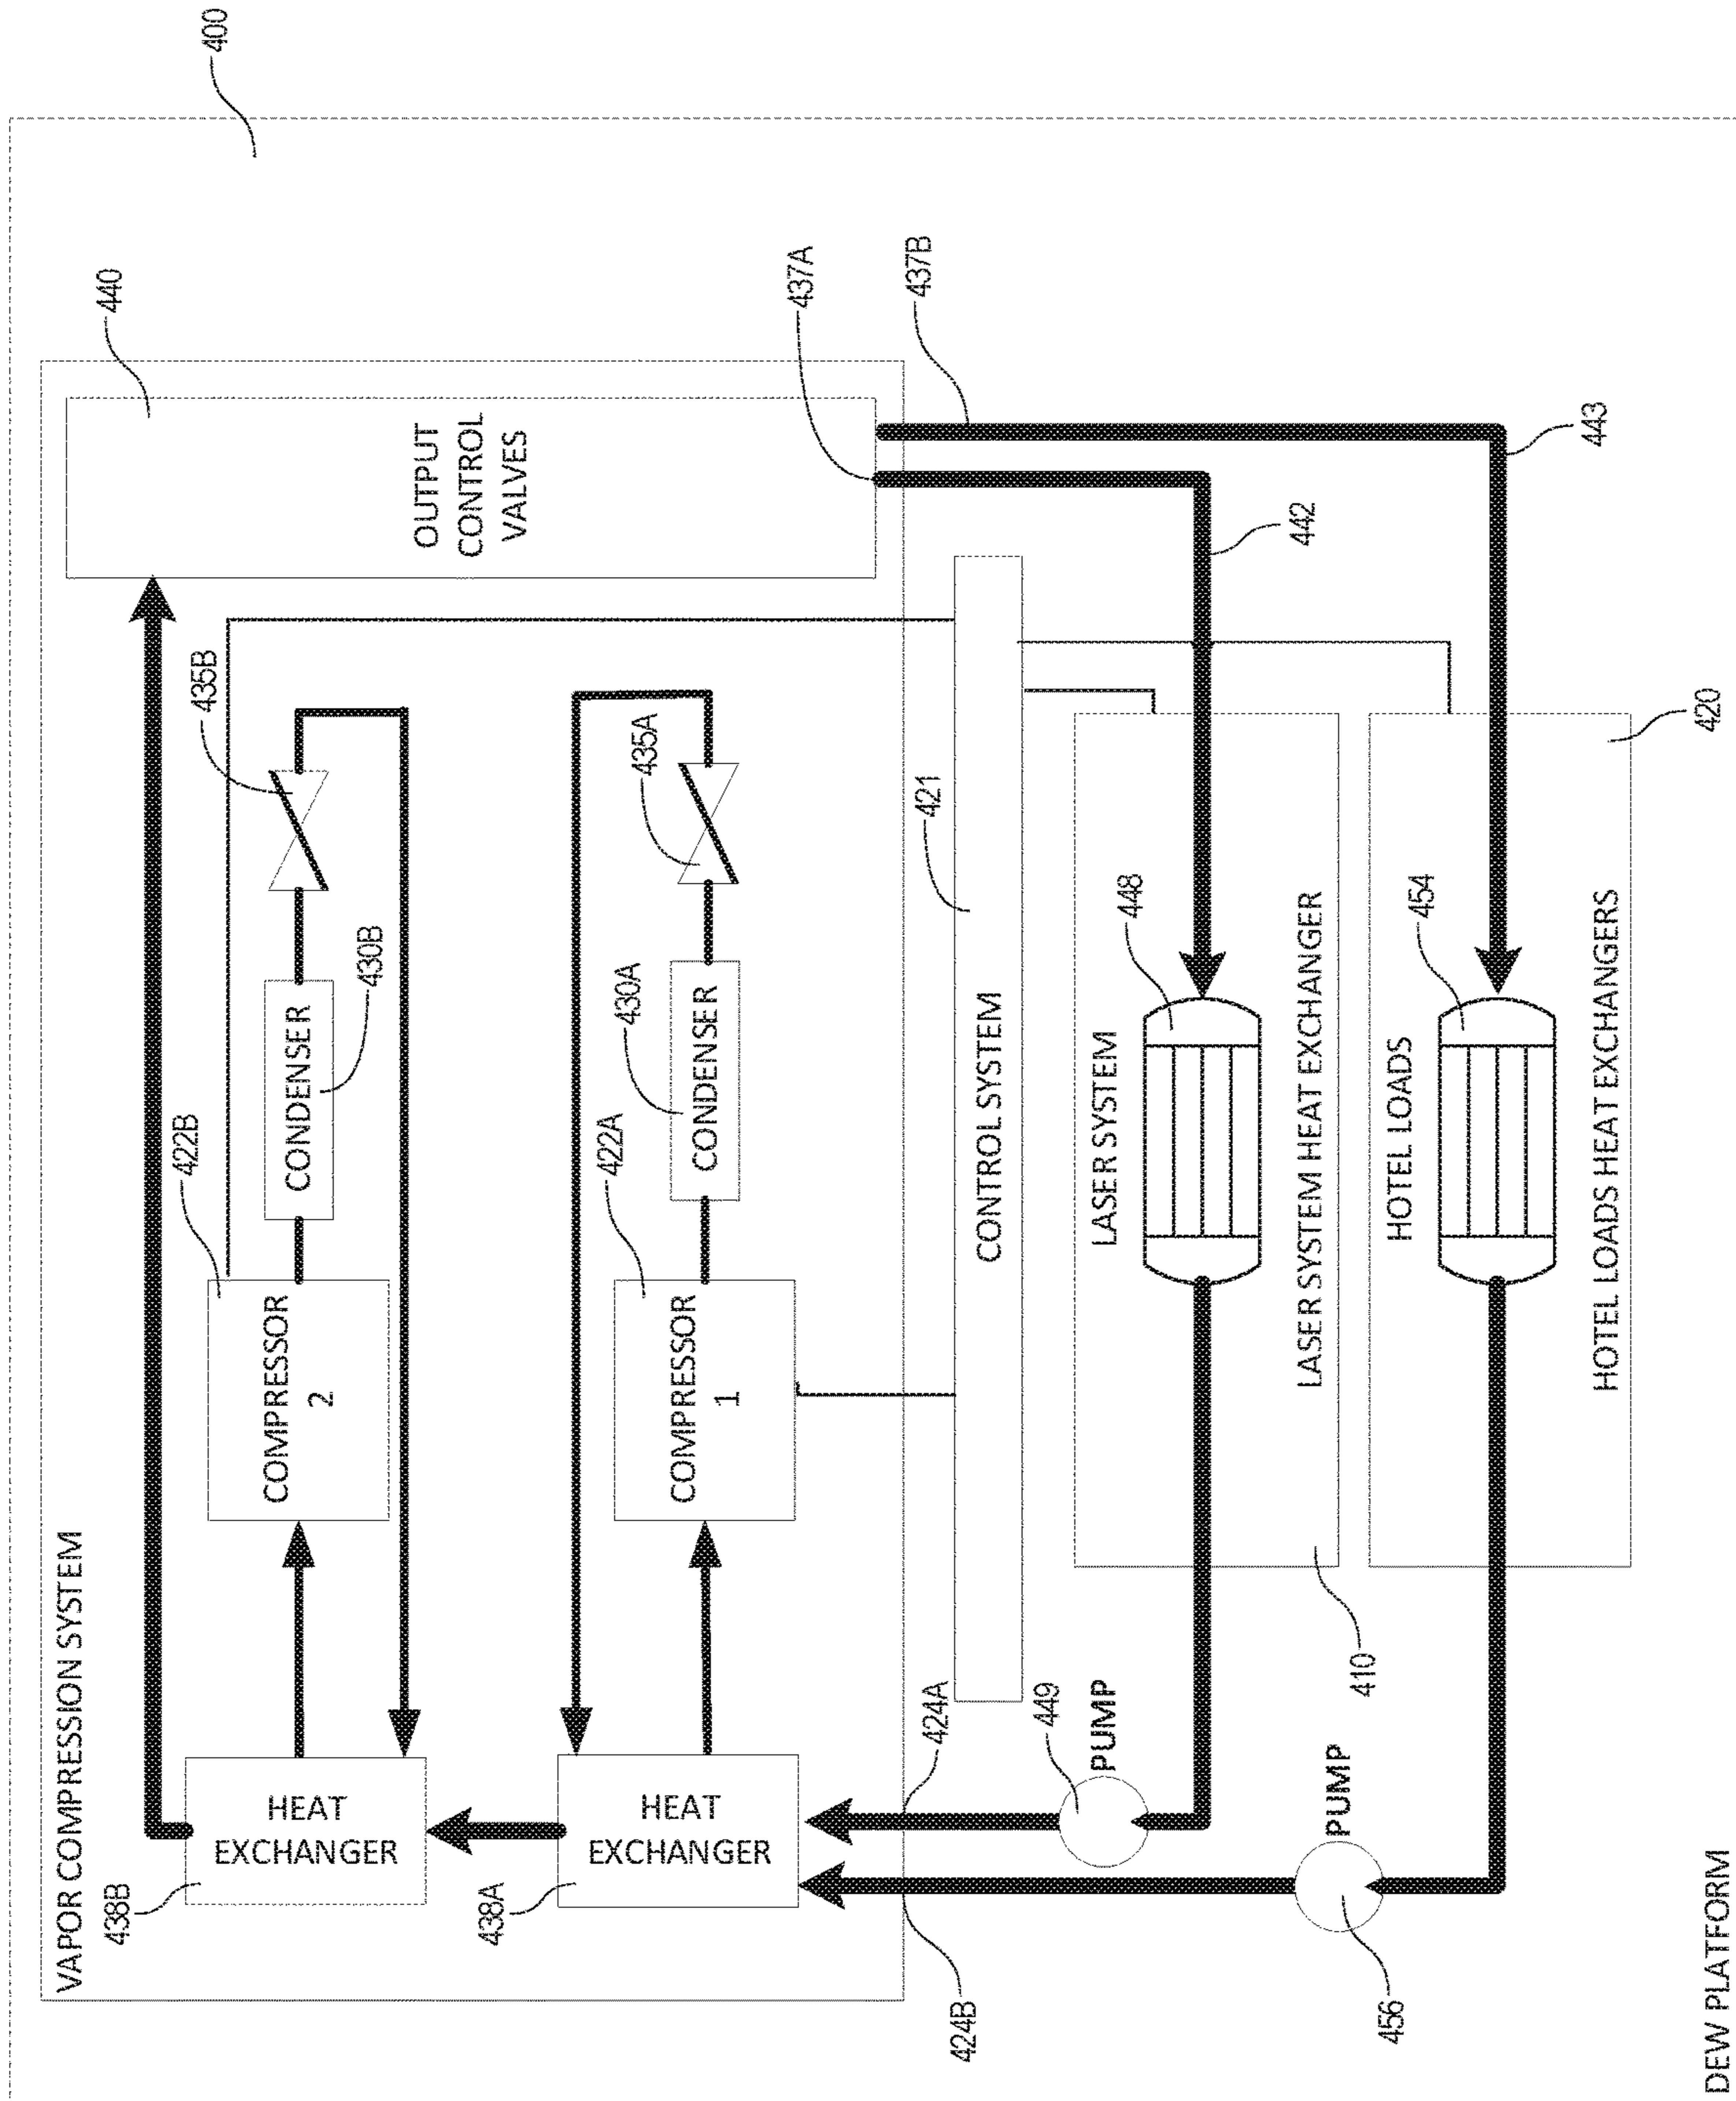 400
VAPOR COMPRESSION SYSTEM
440
438B
HEAT
EXCHANGER
422B
COMPRESSOR
2
CONDENSER
430B
435B
OUTPUT
CONTROL
VALVES
438A
HEAT
EXCHANGER
422A
COMPRESSOR
1
430A
CONDENSER
435A
437A
437B
424B
424A
421
CONTROL SYSTEM
449
PUMP
442
LASER SYSTEM
448
LASER SYSTEM HEAT EXCHANGER
410
456
PUMP
443
HOTEL LOADS
454
HOTEL LOADS HEAT EXCHANGERS
420
DEW PLATFORM